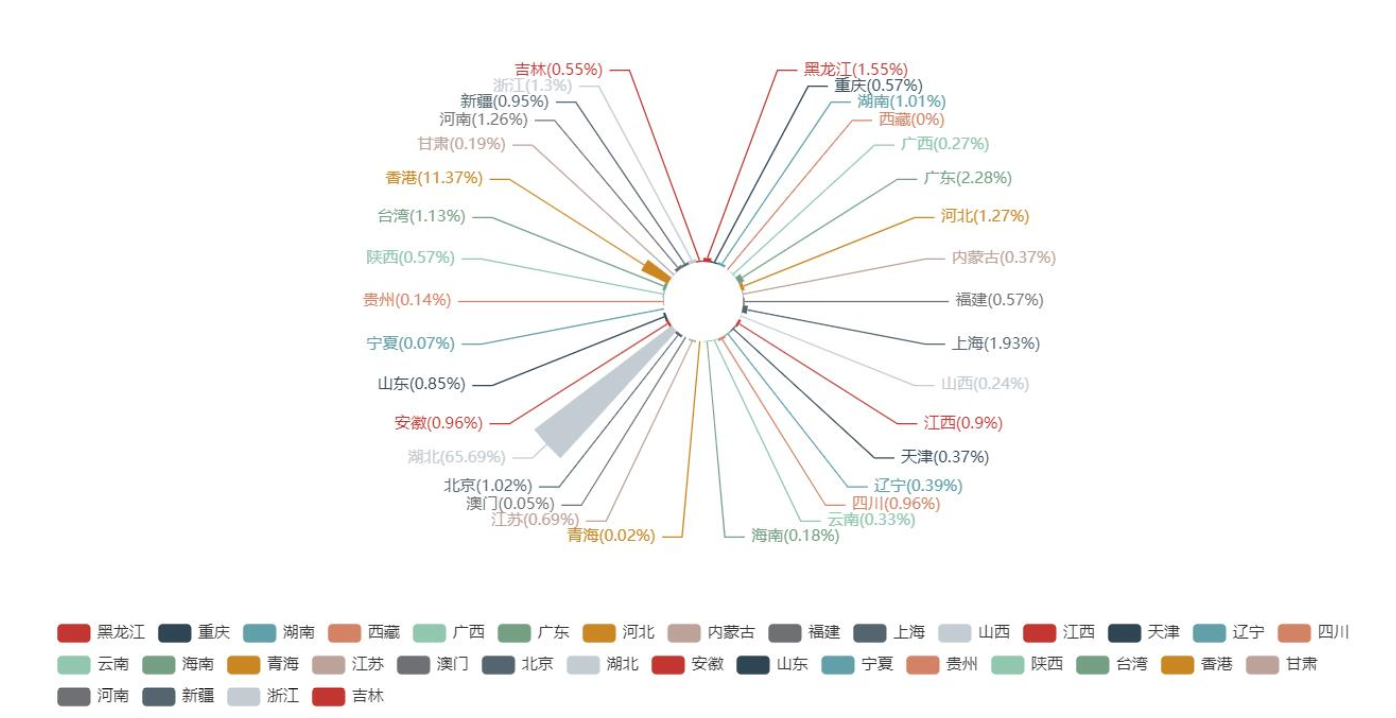 吉林(0.55%)
黑龙江(1.55%)
浙江(1.3%)
重庆(0.57%)
新疆(0.95%)
湖南(1.01%)
河南(1.26%)
西藏(0%)
甘肃(0.19%)
广西(0.27%)
香港(11.37%)
广东(2.28%)
台湾(1.13%)
河北(1.27%)
陕西(0.57%)
内蒙古(0.37%)
贵州(0.14%)
福建(0.57%)
宁夏(0.07%)
上海(1.93%)
山东(0.85%)
山西(0.24%)
安徽(0.96%)
江西(0.9%)
湖北(65.69%)
天津(0.37%)
北京(1.02%)
辽宁(0.39%)
澳门(0.05%)
四川(0.96%)
江苏(0.69%)
云南(0.33%)
青海(0.02%)
海南(0.18%)
黑龙江 重庆 湖南 西藏 广西 广东 河北 内蒙古 福建 上海 山西 江西 天津 辽宁 四川
云南 海南 青海 江苏 澳门 北京 湖北 安徽 山东 宁夏 贵州 陕西 台湾 香港 甘肃
河南 新疆 浙江 吉林